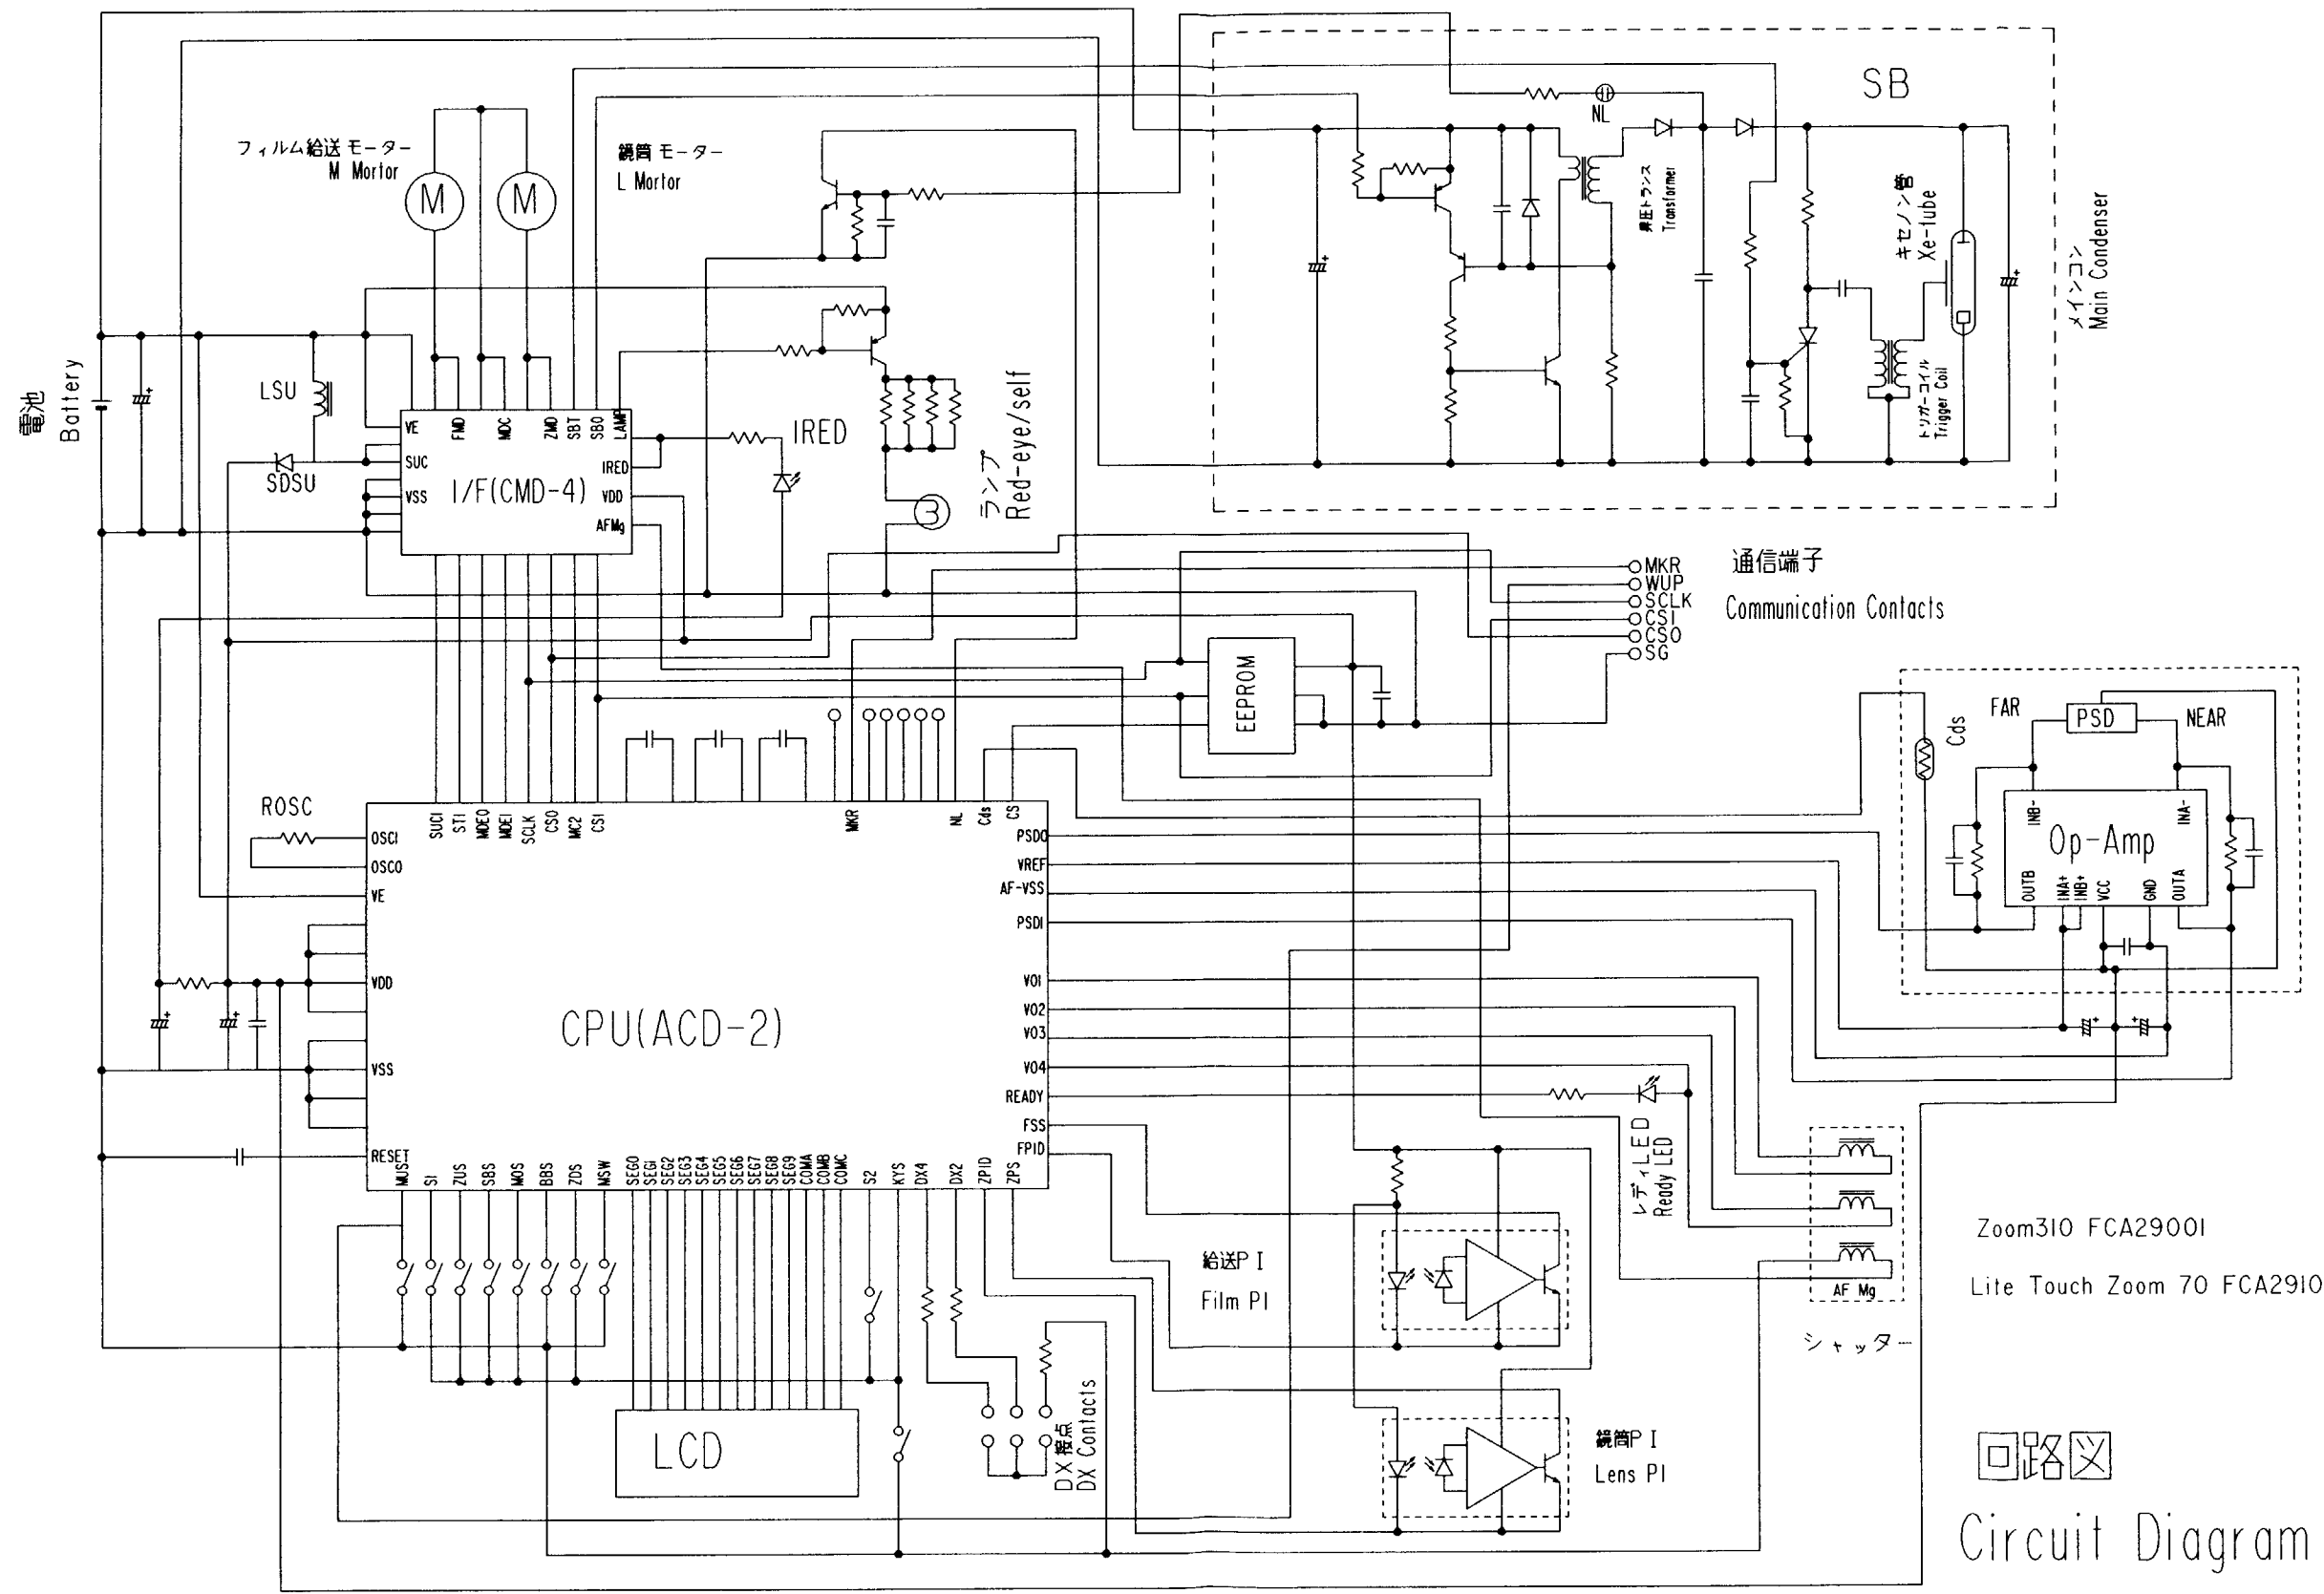 SB
NL
フィルム給送モーター
M Mortor
鏡筒モーター
L Mortor
M
M
昇圧トランス
Transformer
キセノン管
Xe-tube
メインコン
Main Condenser
トリガーコイル
Trigger Coil
電池
Battery
LSU
SDSU
VE
FMD
MDC
ZMD
SBT
SBO
LAMP
SUC
IRED
VSS
VDD
AFMg
I/F(CMD-4)
IRED
ランプ
Red-eye/self
MKR
WUP
SCLK
CSI
CSO
SG
通信端子
Communication Contacts
EEPROM
Cds
FAR
PSD
NEAR
INB-
INA-
Op-Amp
OUTB
INA+
INB+
VCC
GND
OUTA
ROSC
SUCI
STI
MDE0
MDEI
SCLK
CSO
MC2
CSI
MKR
NL
Cds
CS
OSCI
OSCO
VE
VDD
VSS
RESET
CPU(ACD-2)
PSDO
VREF
AF-VSS
PSDI
VO1
VO2
VO3
VO4
READY
FSS
FPID
MUS
S1
ZUS
SBS
MOS
BBS
ZDS
MSW
SEG0
SEG1
SEG2
SEG3
SEG4
SEG5
SEG6
SEG7
SEG8
SEG9
COMA
COMB
COMC
S2
KYS
DX4
DX2
ZPID
ZPS
LCD
DX接点
DX Contacts
レディLED
Ready LED
給送PI
Film PI
鏡筒PI
Lens PI
AF Mg
シャッター
Zoom310 FCA29001
Lite Touch Zoom 70 FCA2910
回路図
Circuit Diagram